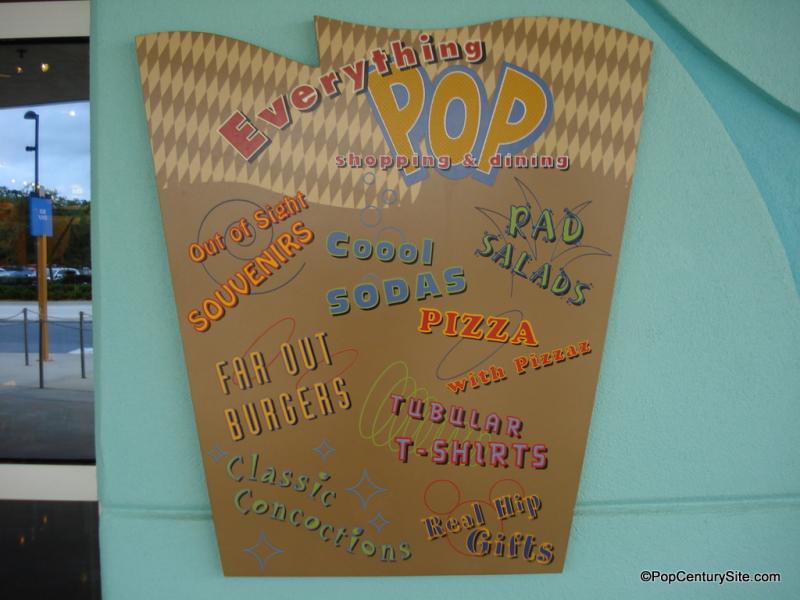 Everything
POP
shopping & dining
Out of Sight
SOUVENIRS
Coool
SODAS
RAD
SALADS
PIZZA
with Pizzaz
FAR OUT
BURGERS
TUBULAR
T-SHIRTS
Classic
Concoctions
Real Hip
Gifts
©PopCenturySite.com